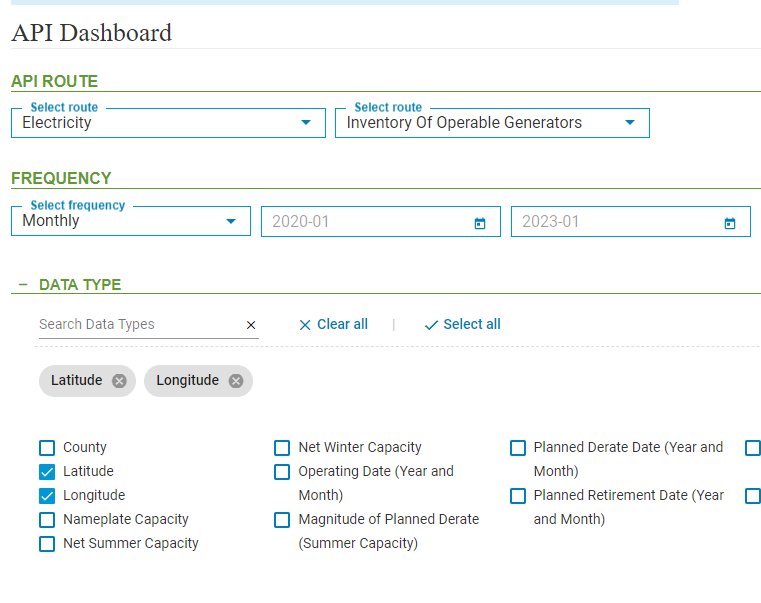 API Dashboard
API ROUTE
Select route
Electricity
Select route
Inventory Of Operable Generators
FREQUENCY
Select frequency
Monthly
2020-01
2023-01
− DATA TYPE
Search Data Types
Clear all
|
Select all
Latitude
Longitude
County
Latitude
Longitude
Nameplate Capacity
Net Summer Capacity
Net Winter Capacity
Operating Date (Year and
Month)
Magnitude of Planned Derate
(Summer Capacity)
Planned Derate Date (Year and
Month)
Planned Retirement Date (Year
and Month)